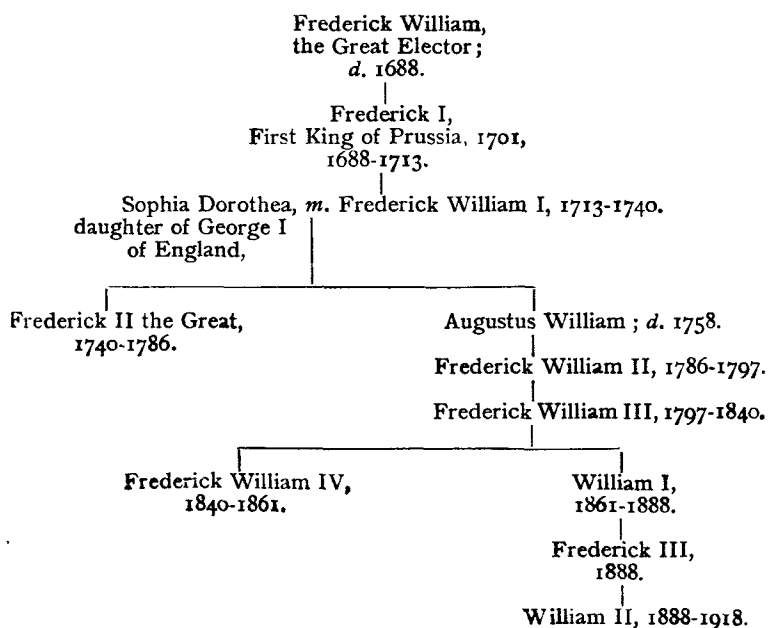 Frederick William,
the Great Elector;
d. 1688.
Frederick I,
First King of Prussia, 1701,
1688-1713.
Sophia Dorothea, m. Frederick William I, 1713-1740.
daughter of George I
of England,
Frederick II the Great,
1740-1786.
Augustus William; d. 1758.
Frederick William II, 1786-1797.
Frederick William III, 1797-1840.
Frederick William IV,
1840-1861.
William I,
1861-1888.
Frederick III,
1888.
William II, 1888-1918.